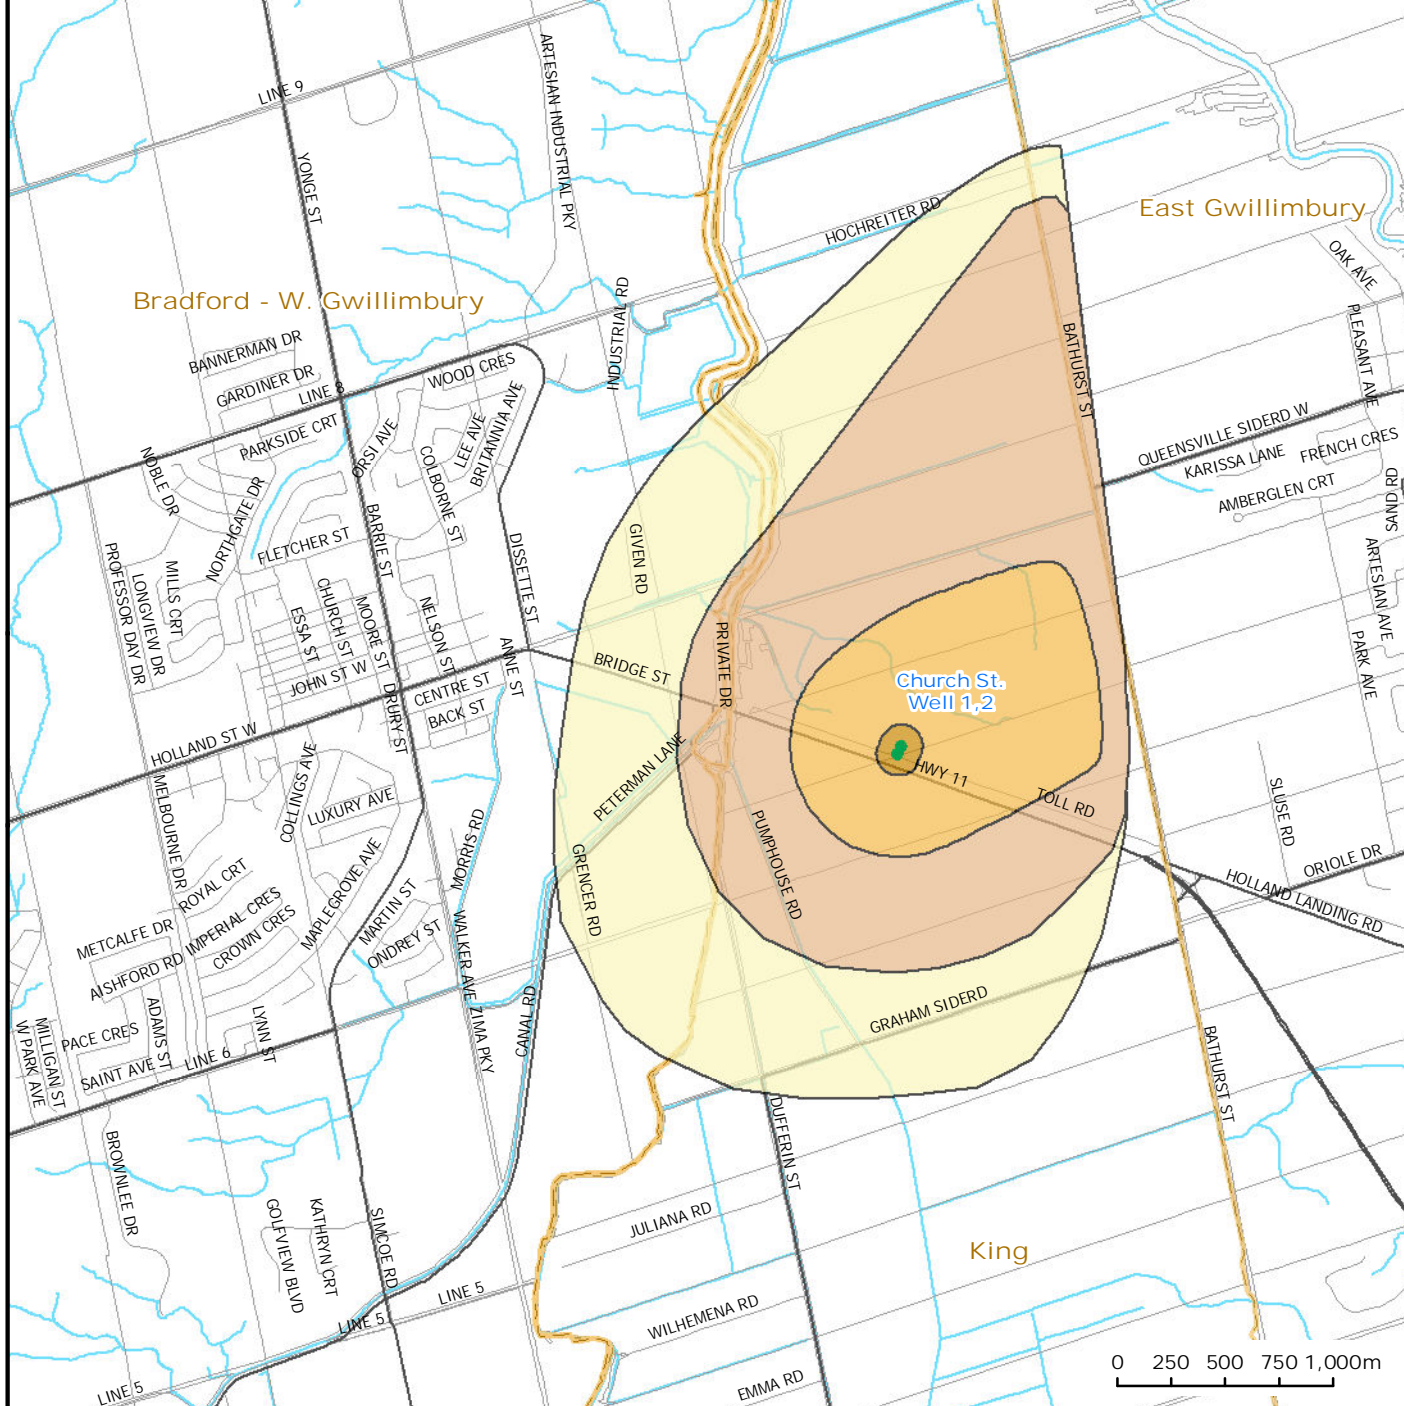 LINE 9
ARTESIAN INDUSTRIAL PKY
YONGE ST
East Gwillimbury
HOCHREITER RD
OAK AVE
Bradford - W. Gwillimbury
INDUSTRIAL RD
PLEASANT AVE
BATHURST ST
BANNERMAN DR
GARDINER DR
WOOD CRES
LINE 8
PARKSIDE CRT
ORSI AVE
LEE AVE
BRITANNIA AVE
QUEENSVILLE SIDERD W
KARISSA LANE
FRENCH CRES
AMBERGLEN CRT
SAND RD
NOBLE DR
COLBORNE ST
NORTHGATE DR
BARRIE ST
FLETCHER ST
DISSETTE ST
GIVEN RD
ARTESIAN AVE
PROFESSOR DAY DR
LONGVIEW DR
MILLS CRT
CHURCH ST
ESSA ST
MOORE ST
NELSON ST
ANNE ST
JOHN ST W
CENTRE ST
BACK ST
DRURY ST
BRIDGE ST
PRIVATE DR
PARK AVE
Church St.
Well 1,2
HOLLAND ST W
PETERMAN LANE
HWY 11
TOLL RD
COLLINGS AVE
LUXURY AVE
MELBOURNE DR
MORRIS RD
PUMPHOUSE RD
SLUSE RD
ORIOLE DR
HOLLAND LANDING RD
ROYAL CRT
MAPLEGROVE AVE
GRENCER RD
METCALFE DR
IMPERIAL CRES
CROWN CRES
MARTIN ST
ONDREY ST
AISHFORD RD
WALKER AVE
ZIMA PKY
CANAL RD
ADAMS ST
LYNN ST
PACE CRES
GRAHAM SIDERD
BATHURST ST
MILLIGAN ST
W PARK AVE
SAINT AVE
LINE 6
DUFFERIN ST
BROWNLEE DR
GOLFVIEW BLVD
KATHRYN CRT
SIMCOE RD
JULIANA RD
King
LINE 5
LINE 5
WILHEMENA RD
LINE 5
EMMA RD
0 250 500 750 1,000m